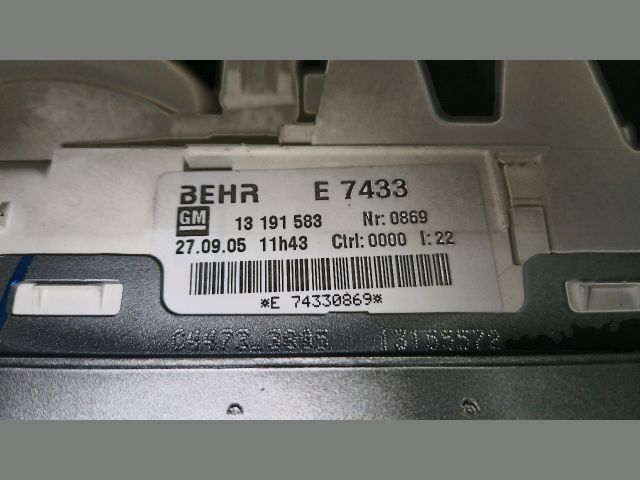 BEHR E 7433
GM 13 191 583 Nr: 0869
27.09.05 11h43 Ctrl: 0000 I: 22
*E 74330869*